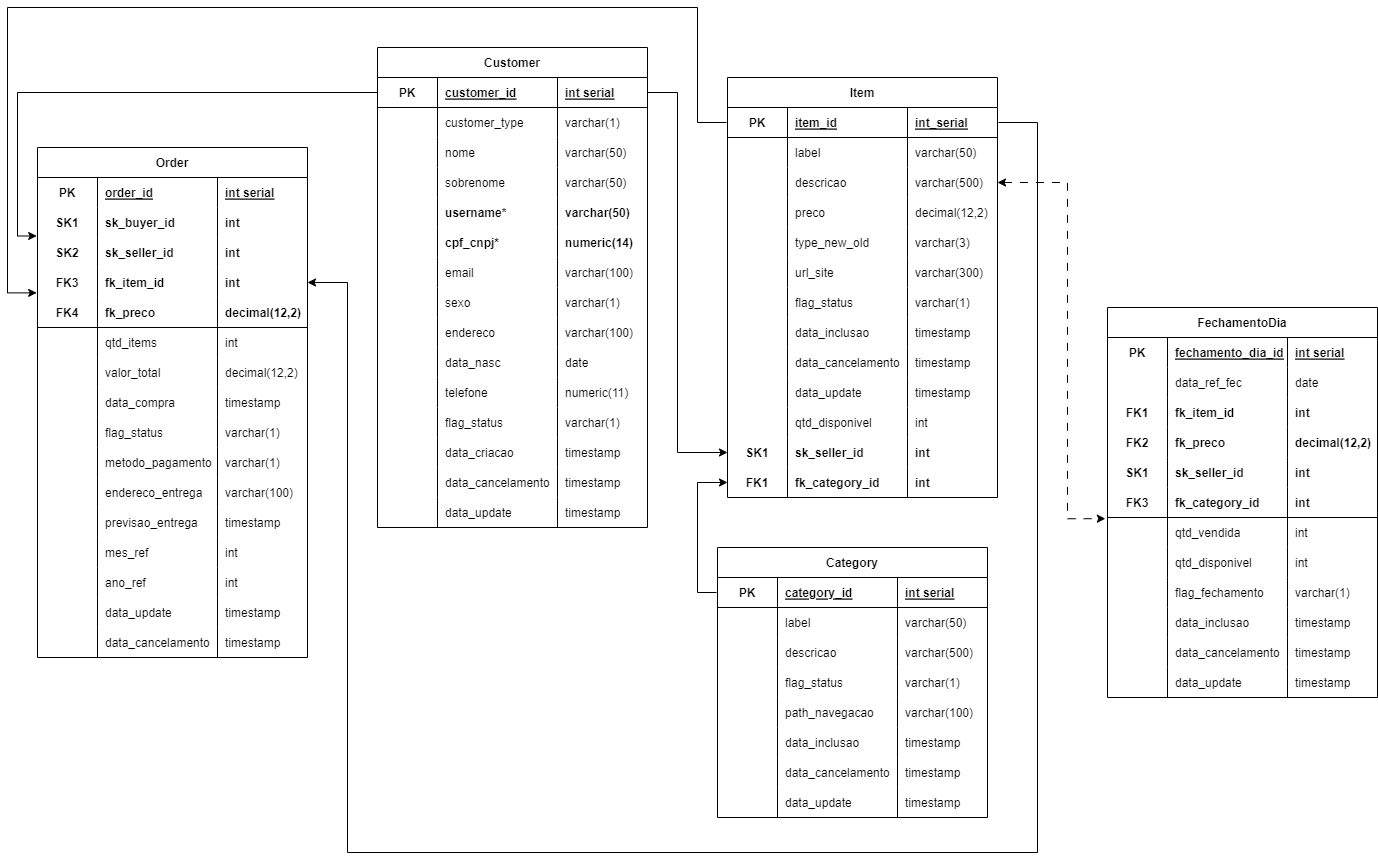 Customer
PK customer_id int serial
customer_type varchar(1)
nome varchar(50)
sobrenome varchar(50)
username* varchar(50)
cpf_cnpj* numeric(14)
email varchar(100)
sexo varchar(1)
endereco varchar(100)
data_nasc date
telefone numeric(11)
flag_status varchar(1)
data_criacao timestamp
data_cancelamento timestamp
data_update timestamp
Item
PK item_id int_serial
label varchar(50)
descricao varchar(500)
preco decimal(12,2)
type_new_old varchar(3)
url_site varchar(300)
flag_status varchar(1)
data_inclusao timestamp
data_cancelamento timestamp
data_update timestamp
qtd_disponivel int
SK1 sk_seller_id int
FK1 fk_category_id int
Order
PK order_id int serial
SK1 sk_buyer_id int
SK2 sk_seller_id int
FK3 fk_item_id int
FK4 fk_preco decimal(12,2)
qtd_items int
valor_total decimal(12,2)
data_compra timestamp
flag_status varchar(1)
metodo_pagamento varchar(1)
endereco_entrega varchar(100)
previsao_entrega timestamp
mes_ref int
ano_ref int
data_update timestamp
data_cancelamento timestamp
FechamentoDia
PK fechamento_dia_id int serial
data_ref_fec date
FK1 fk_item_id int
FK2 fk_preco decimal(12,2)
SK1 sk_seller_id int
FK3 fk_category_id int
qtd_vendida int
qtd_disponivel int
flag_fechamento varchar(1)
data_inclusao timestamp
data_cancelamento timestamp
data_update timestamp
Category
PK category_id int serial
label varchar(50)
descricao varchar(500)
flag_status varchar(1)
path_navegacao varchar(100)
data_inclusao timestamp
data_cancelamento timestamp
data_update timestamp